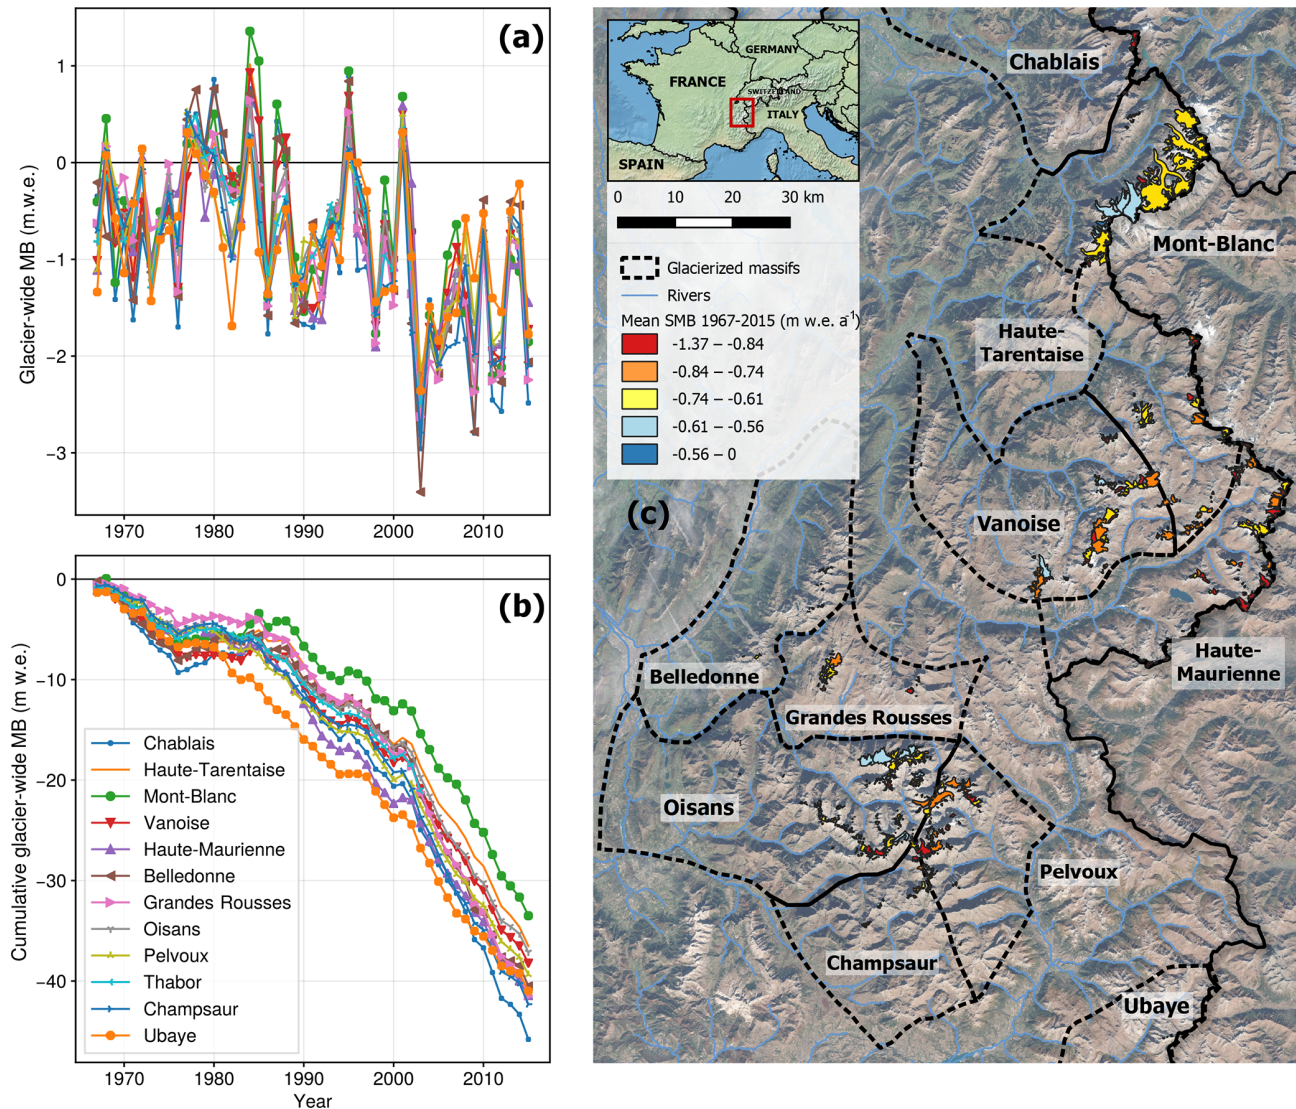 (a)
Glacier-wide MB (m.w.e.)
1
0
−1
−2
−3
1970
1980
1990
2000
2010
(b)
Cumulative glacier-wide MB (m w.e.)
0
−10
−20
−30
−40
Chablais
Haute-Tarentaise
Mont-Blanc
Vanoise
Haute-Maurienne
Belledonne
Grandes Rousses
Oisans
Pelvoux
Thabor
Champsaur
Ubaye
1970
1980
1990
2000
2010
Year
GERMANY
FRANCE
SWITZERLAND
ITALY
SPAIN
0
10
20
30 km
Glacierized massifs
Rivers
Mean SMB 1967-2015 (m w.e. a-1)
-1.37 – -0.84
-0.84 – -0.74
-0.74 – -0.61
-0.61 – -0.56
-0.56 – 0
(c)
Chablais
Mont-Blanc
Haute-
Tarentaise
Vanoise
Haute-
Maurienne
Belledonne
Grandes Rousses
Oisans
Pelvoux
Champsaur
Ubaye